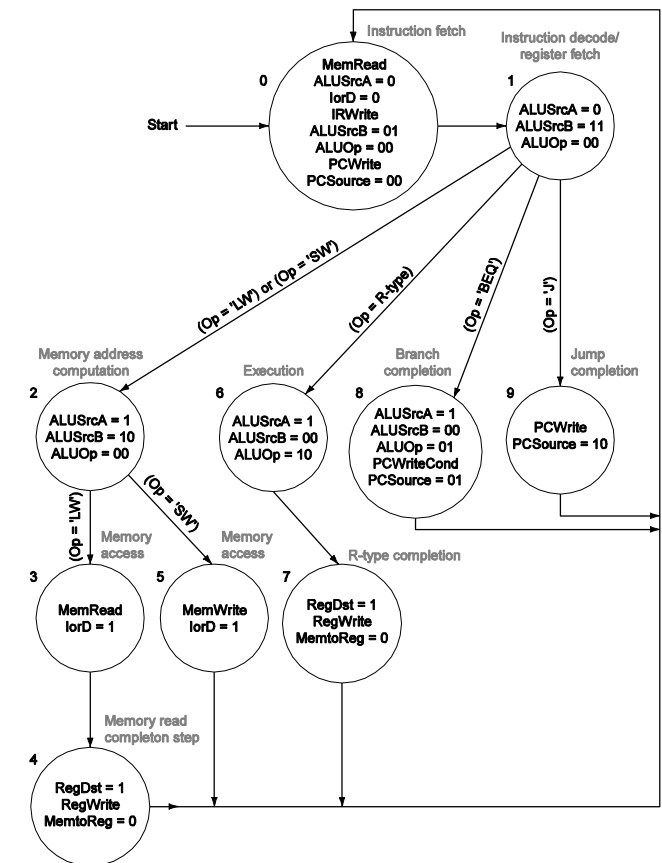 Instruction fetch
Instruction decode/
register fetch
0
MemRead
ALUSrcA = 0
IorD = 0
IRWrite
ALUSrcB = 01
ALUOp = 00
PCWrite
PCSource = 00
1
ALUSrcA = 0
ALUSrcB = 11
ALUOp = 00
Start
(Op = 'LW') or (Op = 'SW')
(Op = R-type)
(Op = 'BEQ')
(Op = 'J')
Memory address
computation
2
ALUSrcA = 1
ALUSrcB = 10
ALUOp = 00
Execution
6
ALUSrcA = 1
ALUSrcB = 00
ALUOp = 10
Branch
completion
8
ALUSrcA = 1
ALUSrcB = 00
ALUOp = 01
PCWriteCond
PCSource = 01
Jump
completion
9
PCWrite
PCSource = 10
(Op = 'LW')
(Op = 'SW')
Memory
access
3
MemRead
IorD = 1
Memory
access
5
MemWrite
IorD = 1
R-type completion
7
RegDst = 1
RegWrite
MemtoReg = 0
Memory read
completon step
4
RegDst = 1
RegWrite
MemtoReg = 0